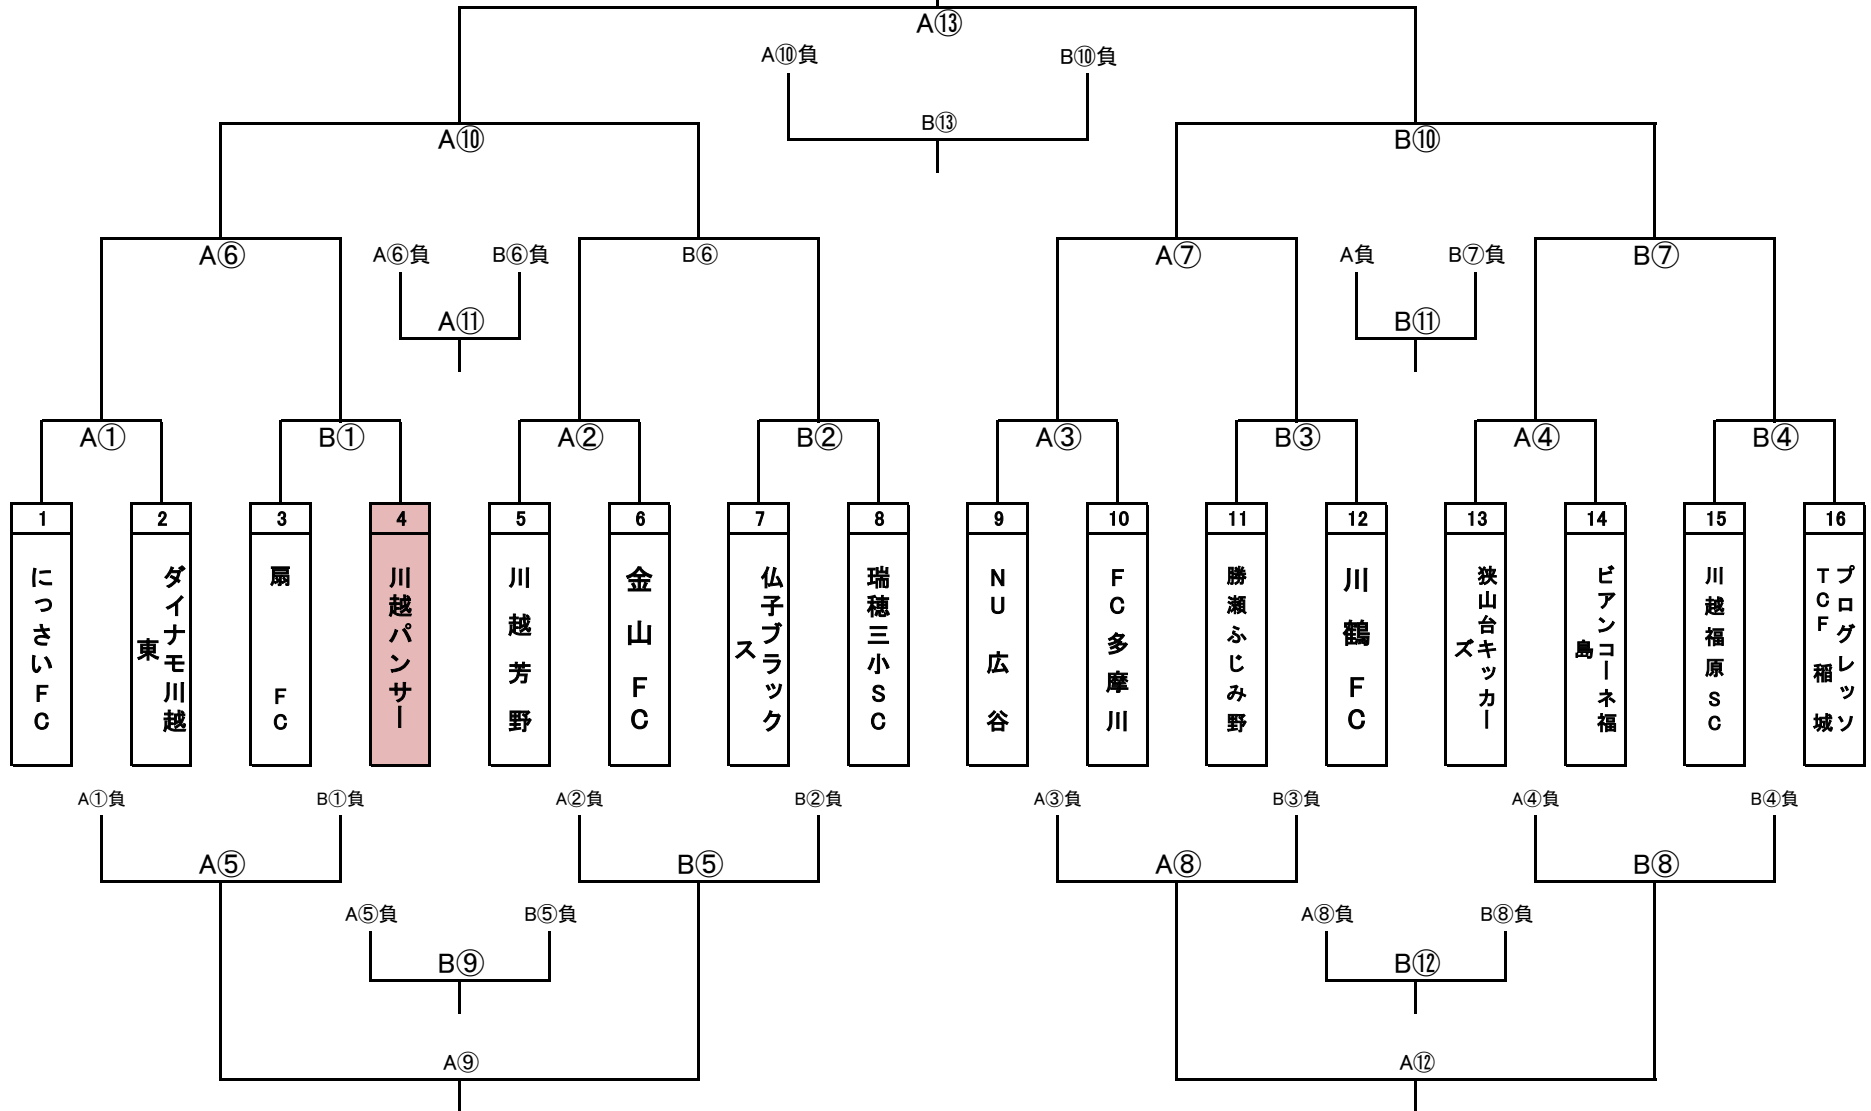 A⑬
A⑩負
B⑩負
B⑬
A⑩
B⑩
A⑥
A⑥負
B⑥負
B⑥
A⑦
A負
B⑦負
B⑦
A⑪
B⑪
A①
B①
A②
B②
A③
B③
A④
B④
1
2
3
4
5
6
7
8
9
10
11
12
13
14
15
16
にっさいFC
ダイナモ川越
東
扇 FC
川越パンサー
川越芳野
金山FC
仏子ブラック
ス
瑞穂三小SC
NU広谷
FC多摩川
勝瀬ふじみ野
川鶴FC
狭山台キッカー
ズ
ビアンコーネ福
島
川越福原SC
プログレッソ
TCF稲城
A①負
B①負
A②負
B②負
A③負
B③負
A④負
B④負
A⑤
B⑤
A⑧
B⑧
A⑤負
B⑤負
A⑧負
B⑧負
B⑨
B⑫
A⑨
A⑫